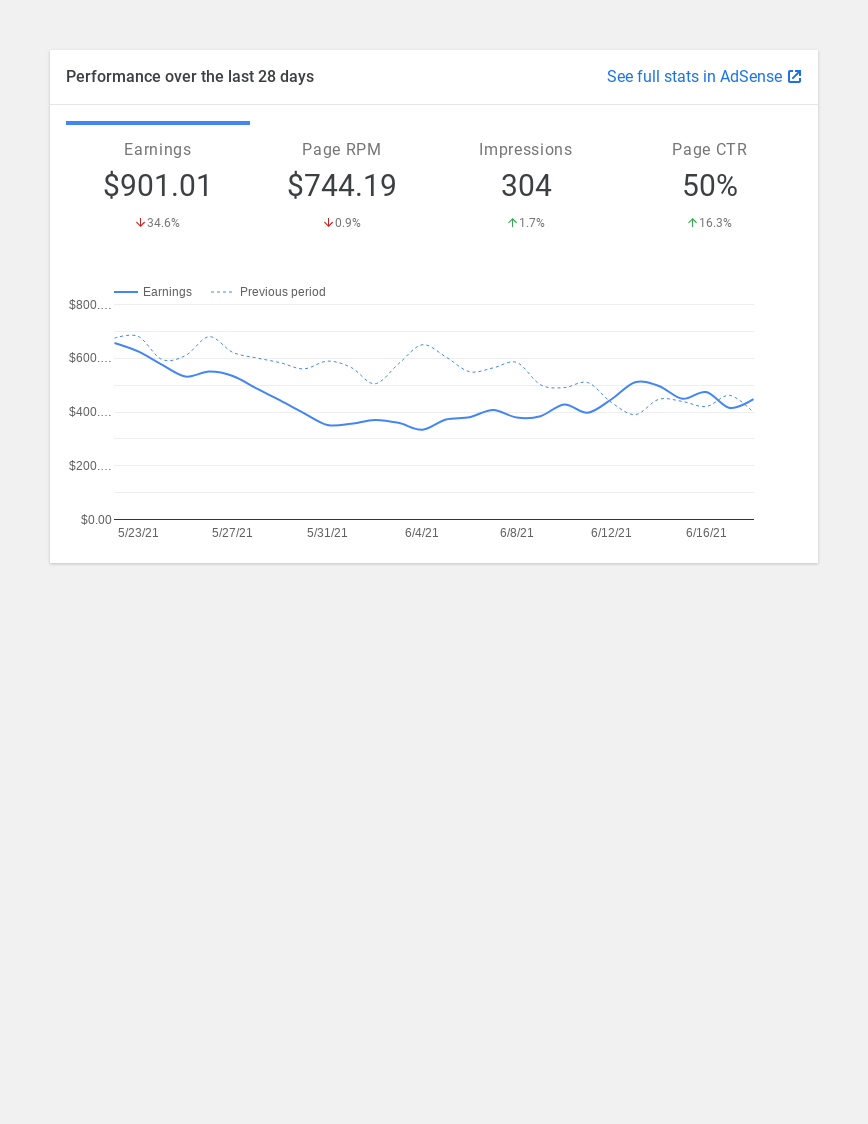 Performance over the last 28 days
See full stats in AdSense
Earnings
Page RPM
Impressions
Page CTR
$901.01
$744.19
304
50%
34.6%
0.9%
1.7%
16.3%
Earnings
Previous period
$800....
$600....
$400....
$200....
$0.00
5/23/21
5/27/21
5/31/21
6/4/21
6/8/21
6/12/21
6/16/21